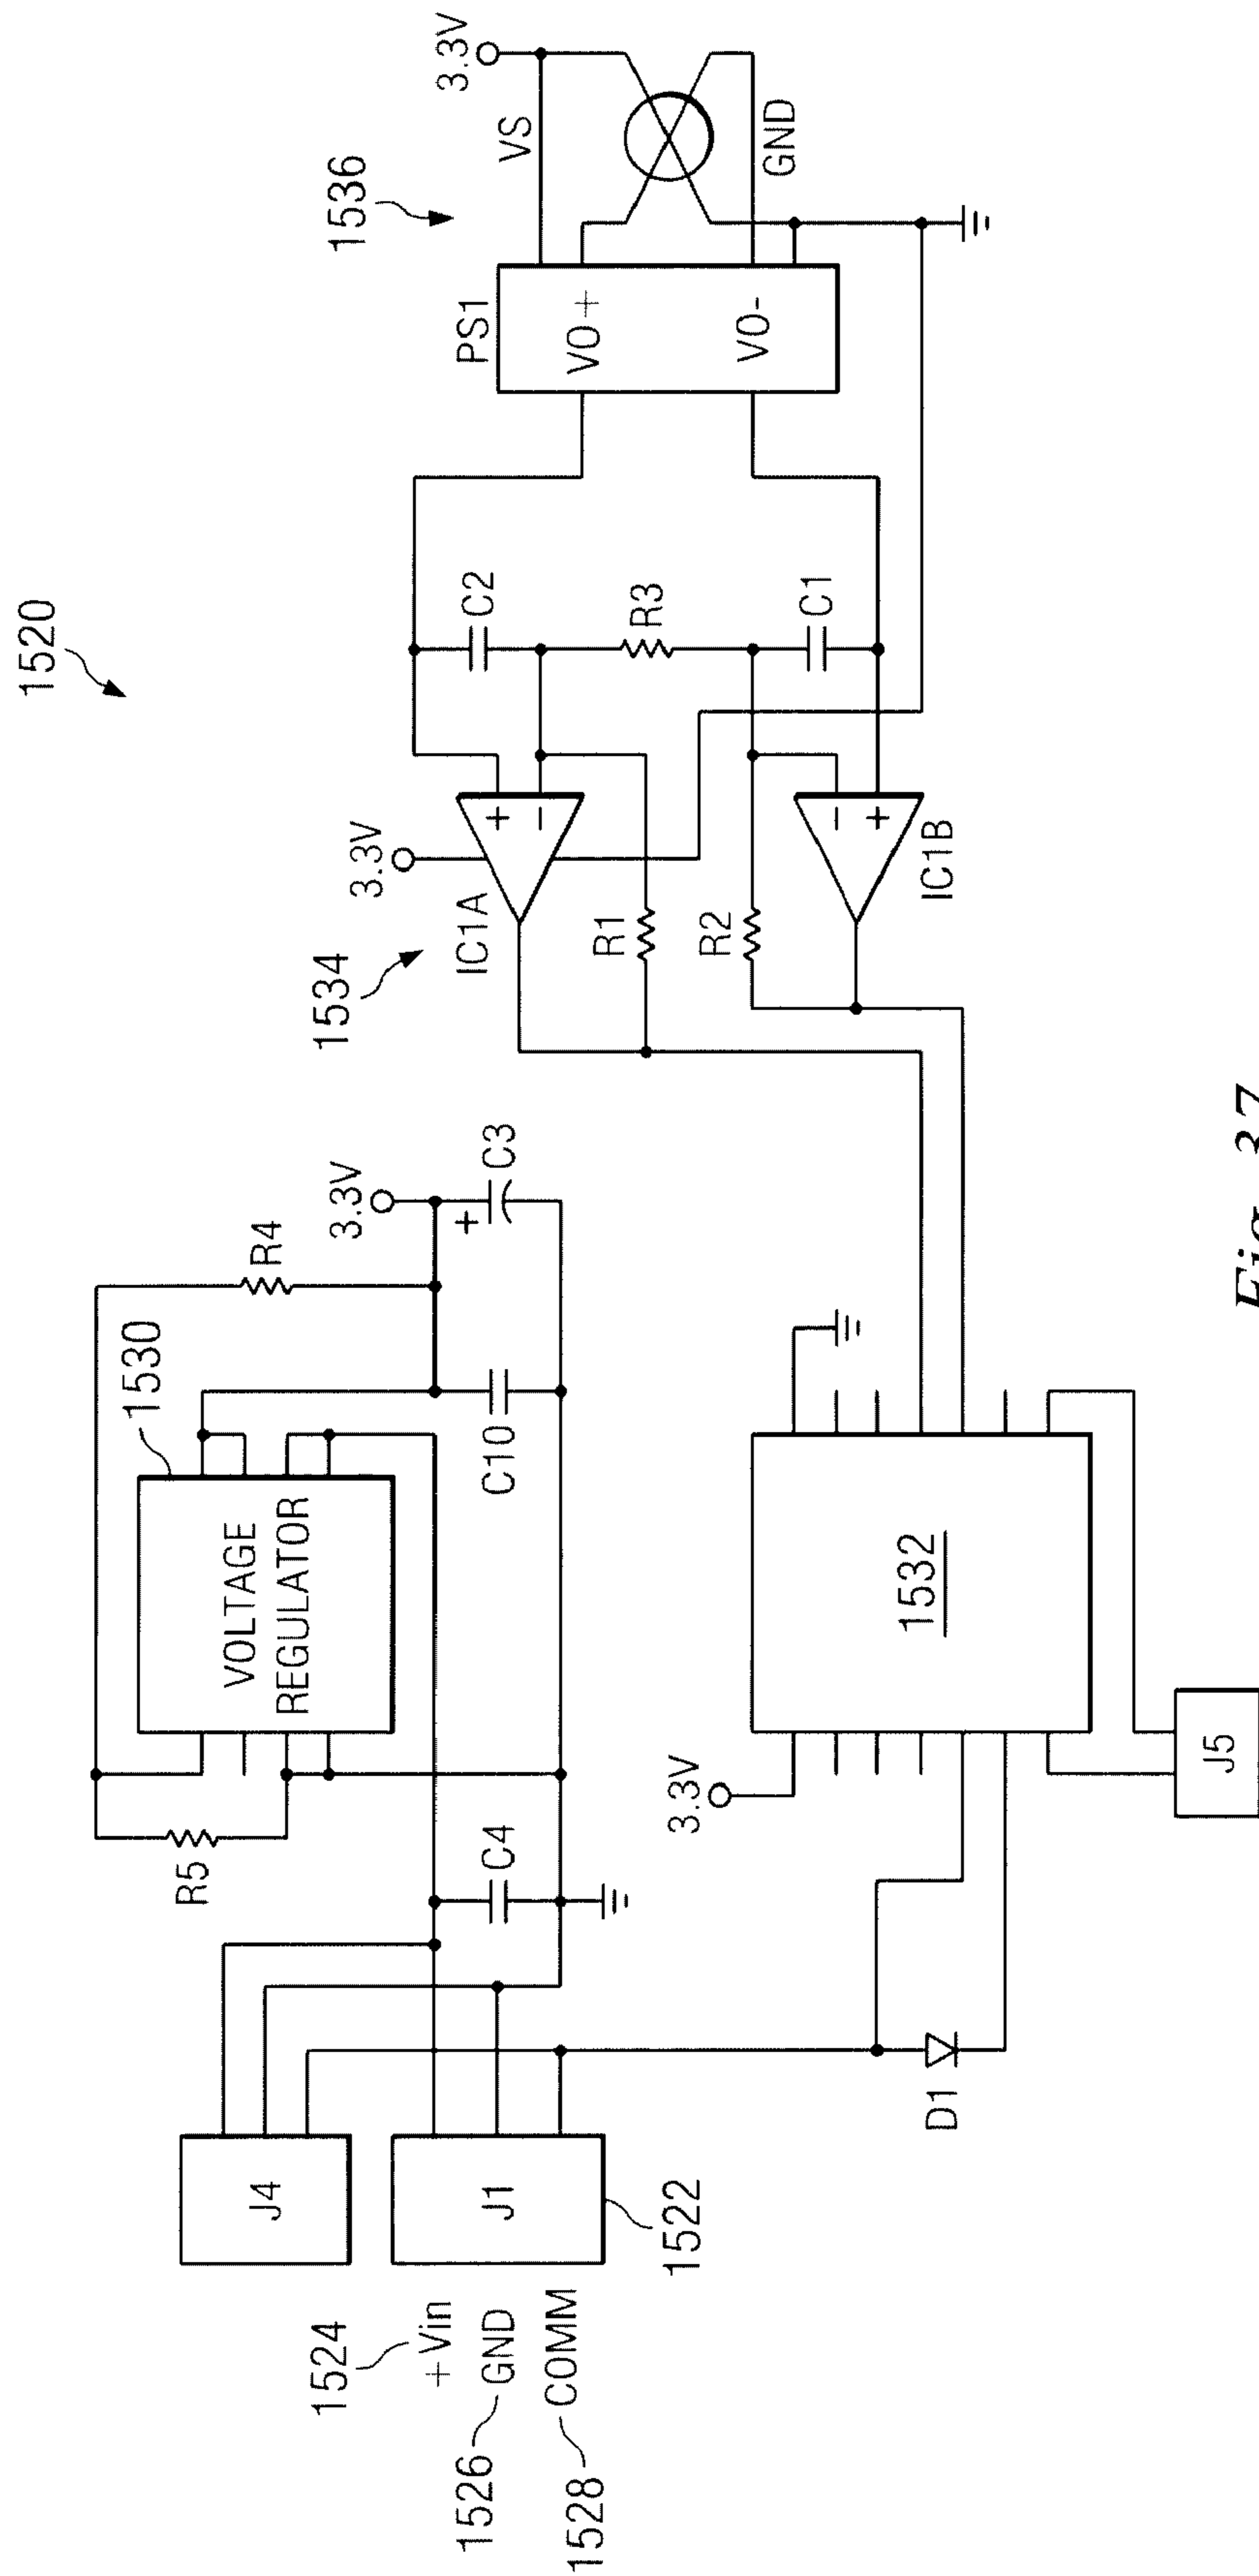 1520
1530
VOLTAGE
REGULATOR
R5
R4
3.3V
C10
+
C3
C4
J4
J1
1522
1524
+Vin
1526
GND
1528
COMM
1534
3.3V
IC1A
+
−
R1
R2
−
+
IC1B
C2
R3
C1
1536
PS1
VO+
VO-
VS
3.3V
GND
3.3V
1532
D1
J5
Fig. 37